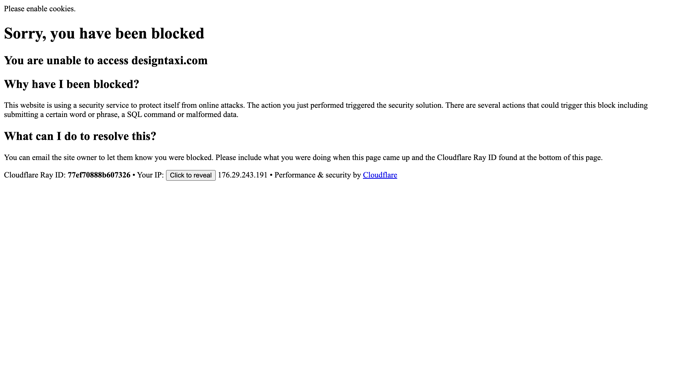 Please enable cookies.
Sorry, you have been blocked
You are unable to access designtaxi.com
Why have I been blocked?
This website is using a security service to protect itself from online attacks. The action you just performed triggered the security solution. There are several actions that could trigger this block including
submitting a certain word or phrase, a SQL command or malformed data.
What can I do to resolve this?
You can email the site owner to let them know you were blocked. Please include what you were doing when this page came up and the Cloudflare Ray ID found at the bottom of this page.
Cloudflare Ray ID: 77ef70888b607326 • Your IP: Click to reveal 176.29.243.191 • Performance & security by Cloudflare